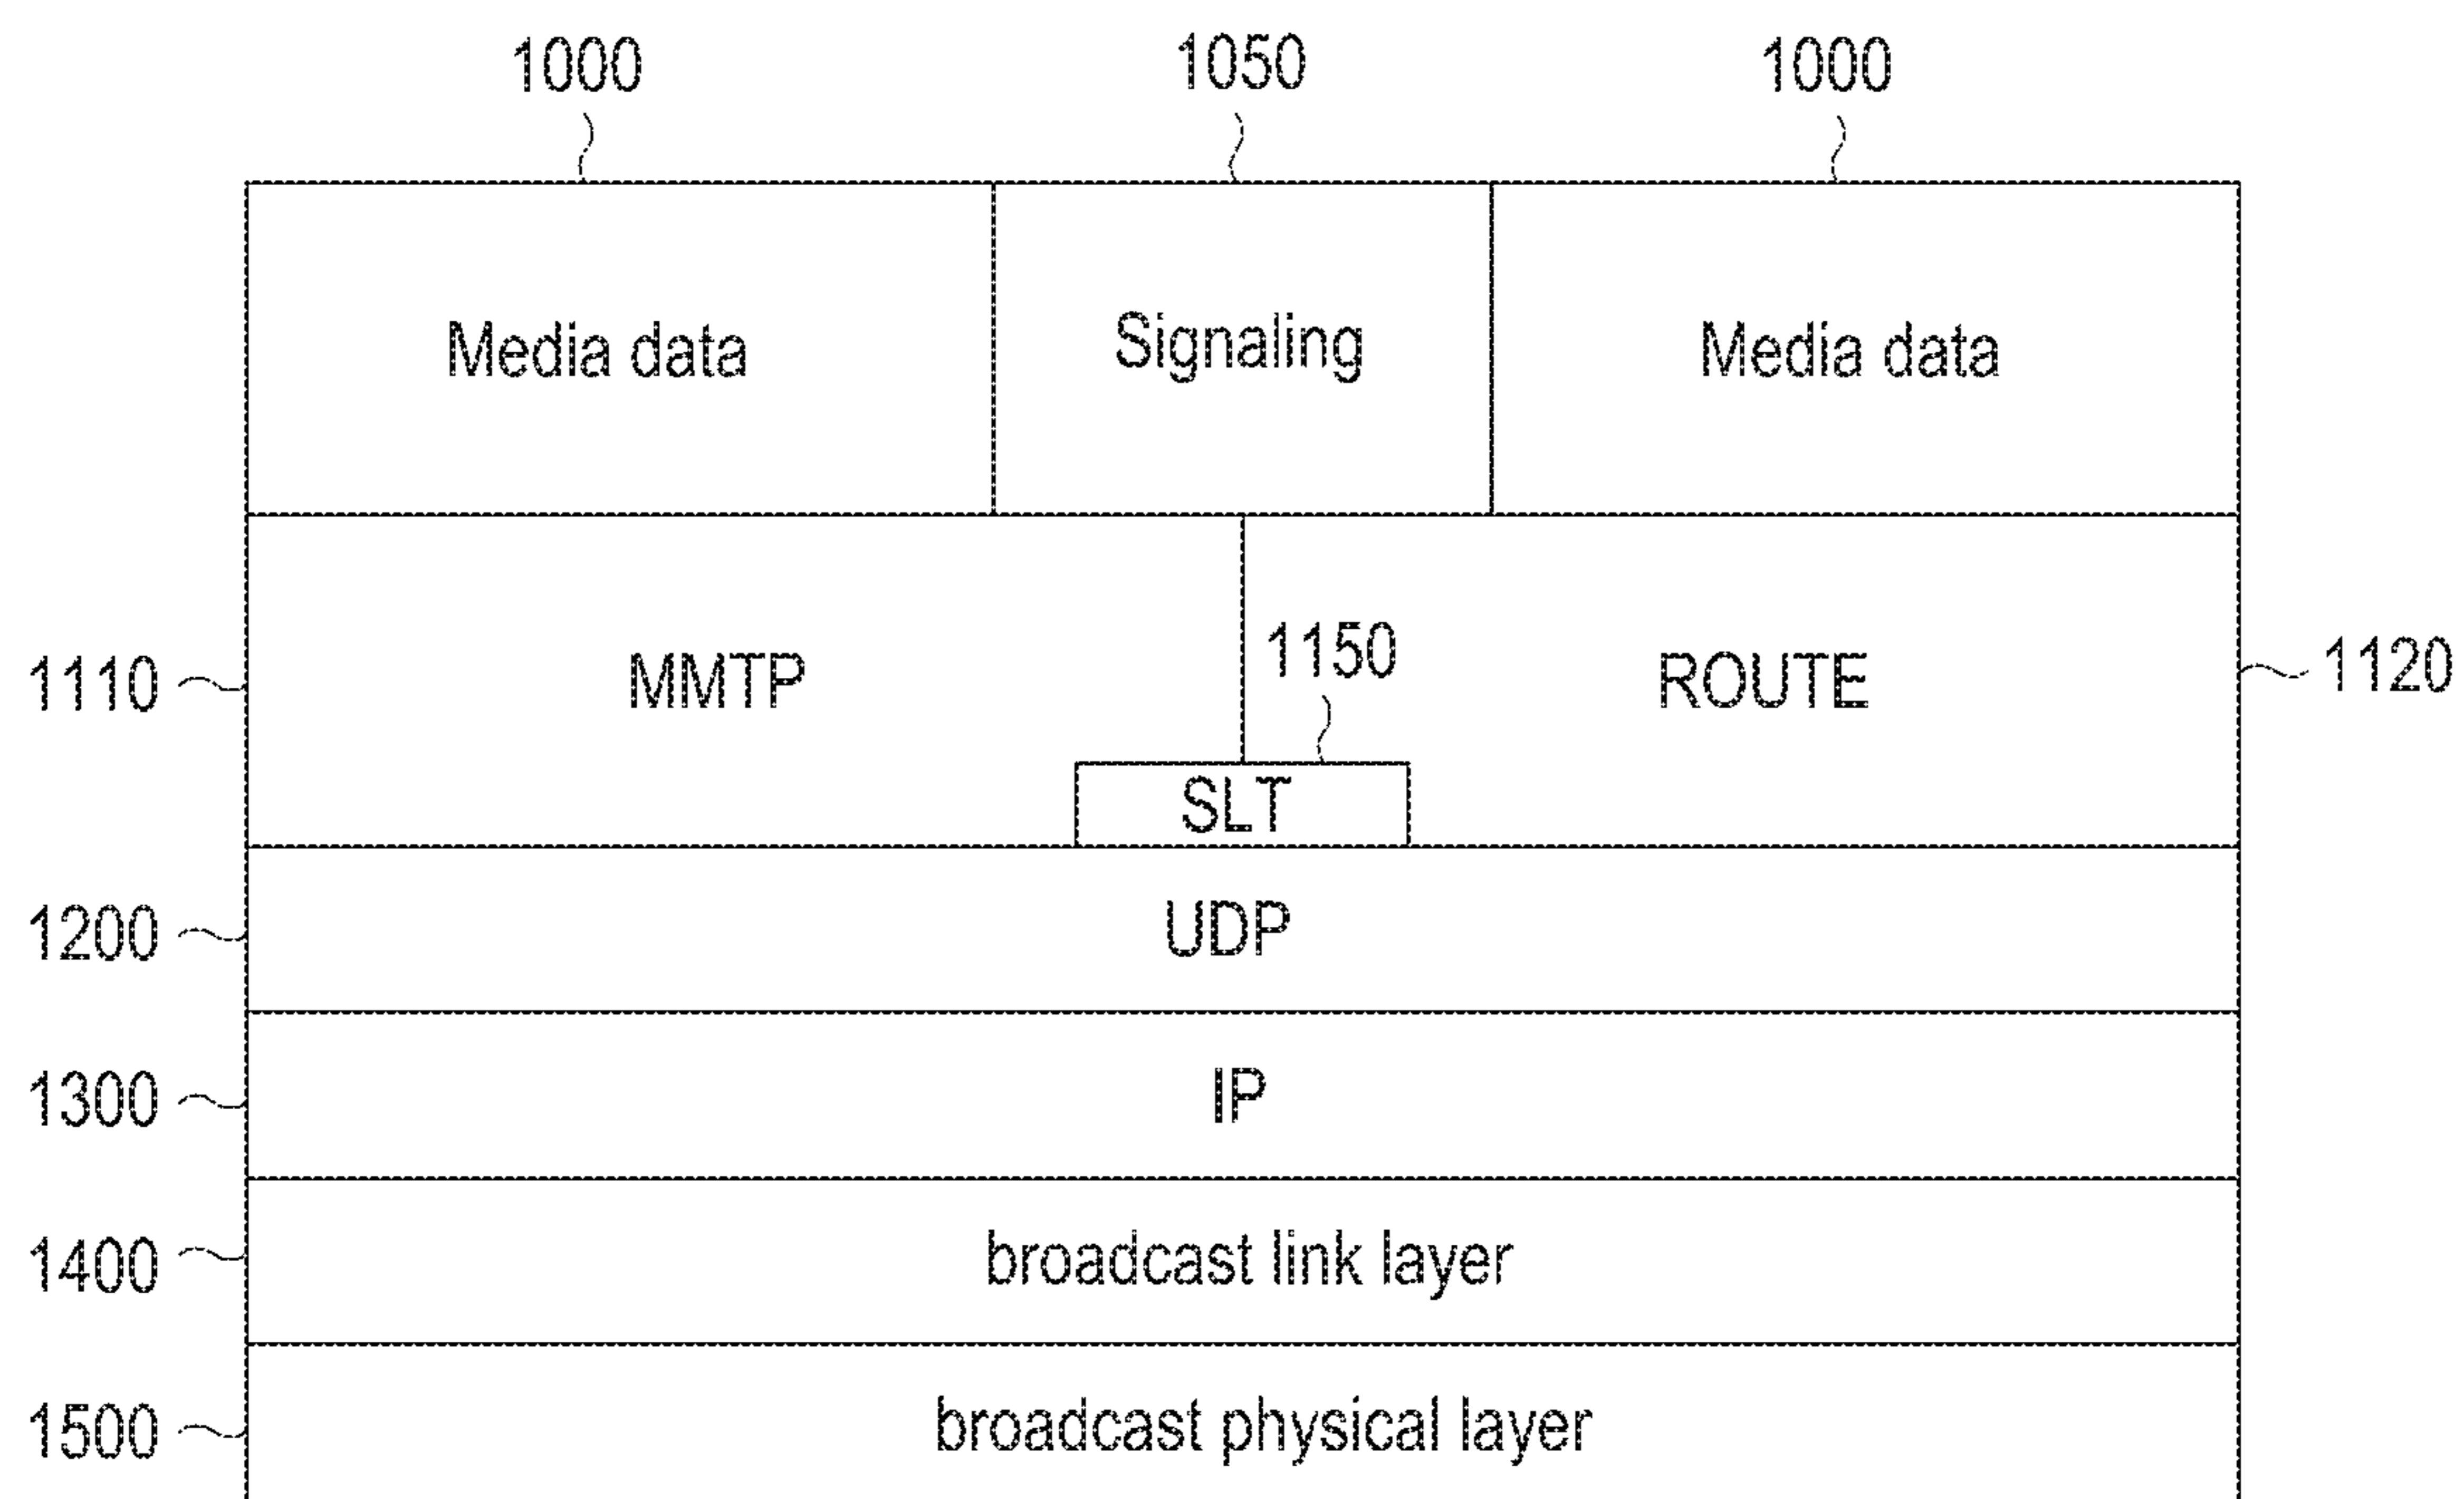 1000
1050
1000
Media data
Signaling
Media data
1110
MMTP
1150
ROUTE
1120
SLT
1200
UDP
1300
IP
1400
broadcast link layer
1500
broadcast physical layer